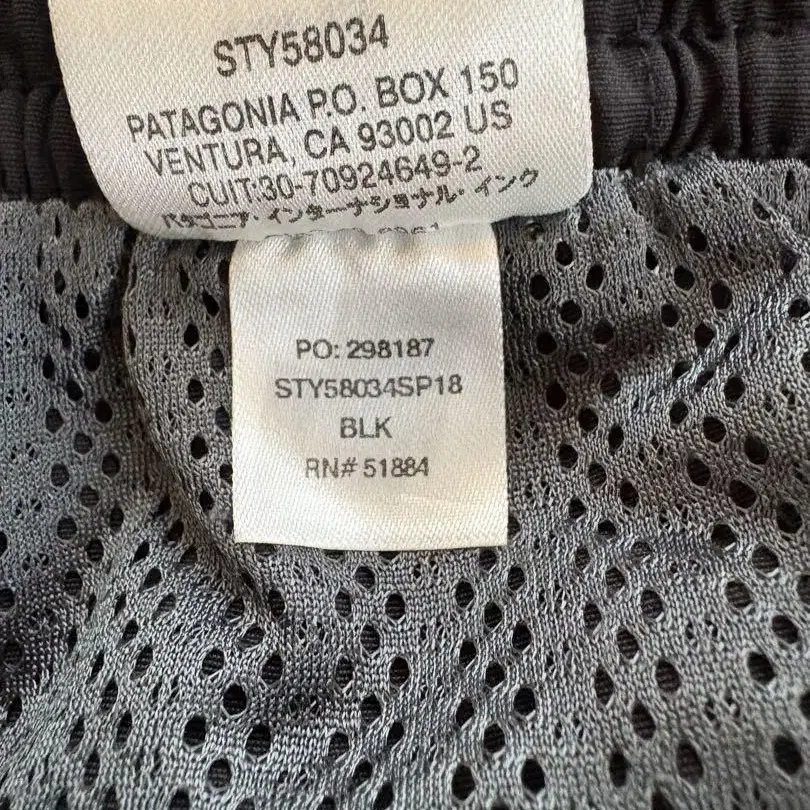 STY58034
PATAGONIA P.O. BOX 150
VENTURA, CA 93002 US
CUIT:30-70924649-2
パタゴニア・インターナショナル・インク
PO: 298187
STY58034SP18
BLK
RN# 51884